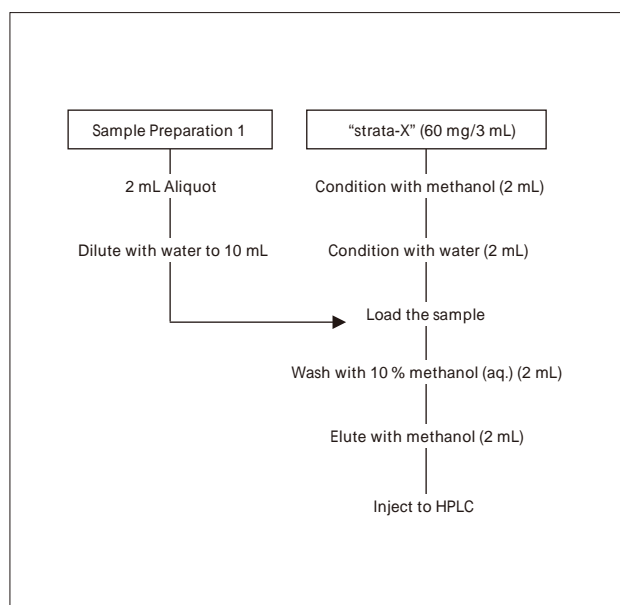 Sample Preparation 1
2 mL Aliquot
Dilute with water to 10 mL
“strata-X” (60 mg/3 mL)
Condition with methanol (2 mL)
Condition with water (2 mL)
Load the sample
Wash with 10 % methanol (aq.) (2 mL)
Elute with methanol (2 mL)
Inject to HPLC